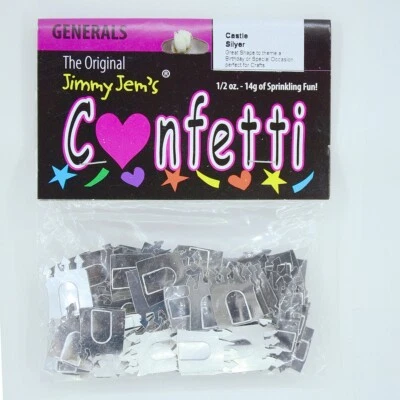 GENERALS
Castle
Silver
Great Shape to theme a
Birthday or Special Occasion
perfect for Crafts
The Original
Jimmy Jem's®
1/2 oz. - 14g of Sprinkling Fun!
Confetti